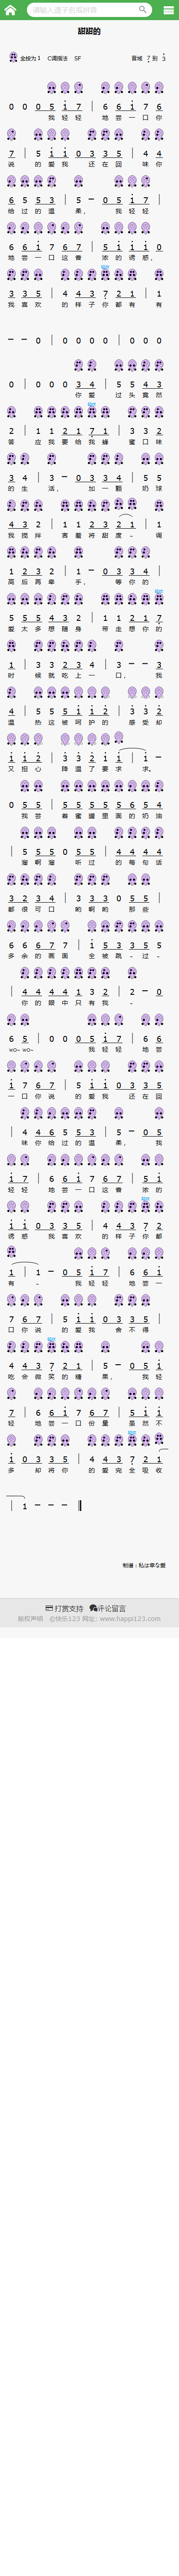 请输入谱子名或拼音
甜甜的
全按为 1 C调指法 SF 音域 7 到 3
0 0 0 5 1 7 | 6 6 1 7 6
我 轻 轻 地 尝 一 口 你
| 7 | 5 1 1 0 3 3 5 | 4 4
说 的 爱 我 还 在 回 味 你
6 5 5 3 | 5 － 0 5 1 7
给 过 的 温 柔， 我 轻 轻
6 6 1 7 6 7 | 5 1 1 1 0
地 尝 一 口 这 香 浓 的 诱 惑，
3 3 5 | 4 4 3 7 2 1 | 1
我 喜 欢 的 样 子 你 都 有 有
－ － 0 | 0 0 0 0 | 0 0 0
0 | 0 0 0 3 4 | 5 5 4 3
你 爱 过 头 竟 然
2 | 1 1 2 1 7 1 | 3 3 2
答 应 我 要 给 我 蜂 蜜 口 味
3 4 | 3 － 0 3 3 4 | 5 5
的 生 活， 加 一 颗 奶 球
4 3 2 | 1 1 2 3 2 1 | 1
我 搅 拌 害 羞 将 甜 度 - 调
1 2 3 2 | 1 － 0 3 3 4
高 后 再 牵 手， 等 你 的
5 5 5 4 3 2 | 1 1 2 1 7
爱 太 多 想 随 身 带 走 想 你 的
1 | 3 3 2 3 4 | 3 － － 3
时 候 就 吃 上 一 口， 我
4 | 5 5 5 5 1 1 2 | 3 3 2
温 热 这 被 呵 护 的 感 受 却
1 1 2 | 3 3 2 1 1 | 1 －
又 担 心 降 温 了 要 求 求。
0 5 5 | 5 5 5 5 5 6 5 4
我 尝 着 蜜 罐 里 面 的 奶 油
| 5 5 5 0 5 5 | 4 4 4 4
溜 啊 溜 听 过 的 每 句 话
3 2 3 4 | 3 3 3 0 5 5
都 很 可 口 哟 啊 哟 那 些
6 6 6 7 7 | 1 5 3 5 5
多 余 的 画 面 全 被 跳 - 过 -
| 4 4 4 4 1 3 2 | 2 － 0
你 的 眼 中 只 有 我 -
6 5 | 0 0 0 5 1 7 | 6 6
wo- wo- 我 轻 轻 地 尝
1 7 6 7 | 5 1 1 0 3 3 5
一 口 你 说 的 爱 我 还 在 回
| 4 4 6 5 5 3 | 5 － 0 5
味 你 给 过 的 温 柔， 我
1 7 | 6 6 1 7 6 7 | 5 1
轻 轻 地 尝 一 口 这 香 浓 的
1 1 0 3 3 5 | 4 4 3 7 2
诱 惑 我 喜 欢 的 样 子 你 都
1 | 1 － 0 5 1 7 | 6 6 1
有 - 我 轻 轻 地 尝 一
7 6 7 | 5 1 1 0 3 3 5
口 你 说 的 爱 我 舍 不 得
4 4 3 7 2 1 | 5 － 0 5 1
吃 会 微 笑 的 糖 果， 我 轻
7 | 6 6 1 7 6 7 | 5 1 1
轻 地 尝 一 口 份 量 虽 然 不
1 0 3 3 5 | 4 4 3 7 2 1
多 却 将 你 的 爱 完 全 吸 收
| 1 － － －
制谱：私は幸な服
打赏支持 评论留言
版权声明 ©快乐123 网址：www.happi123.com